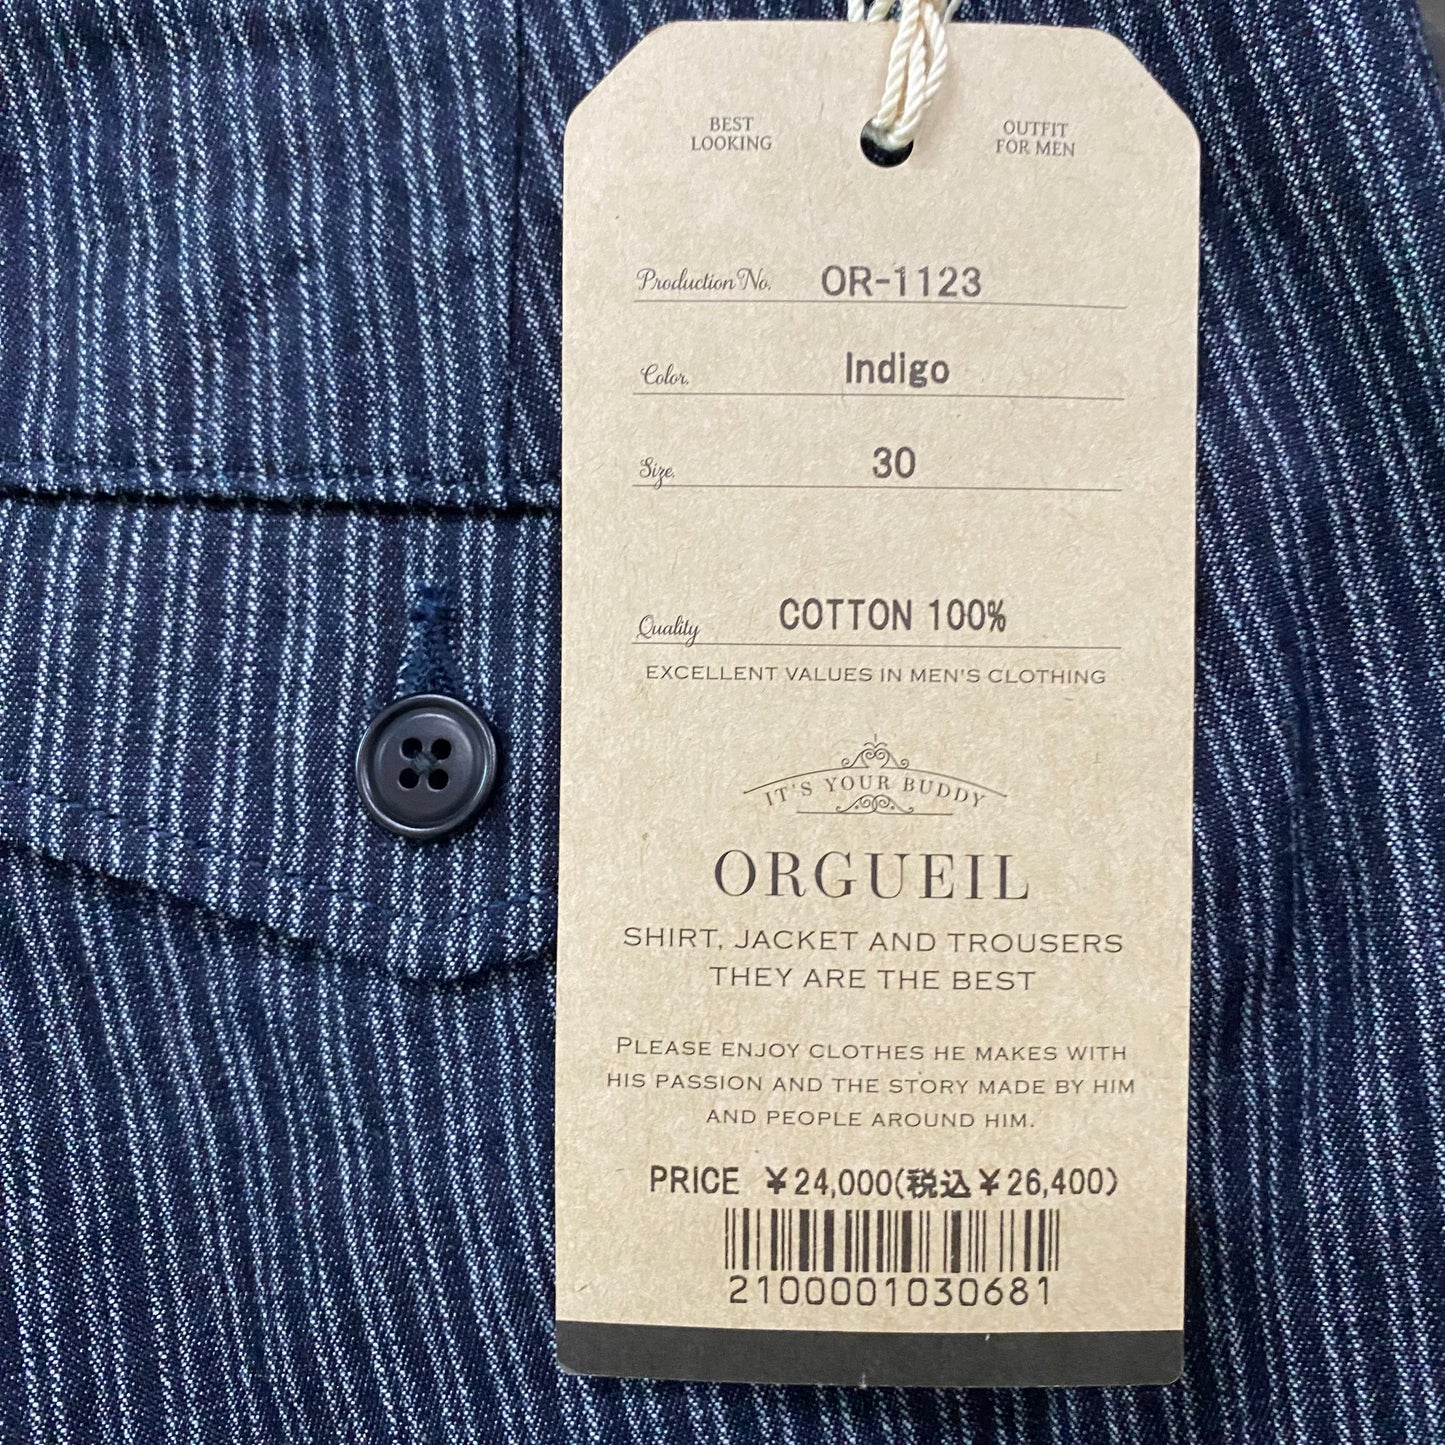 BEST
LOOKING
OUTFIT
FOR MEN
Production No. OR-1123
Color. Indigo
Size. 30
Quality COTTON 100%
EXCELLENT VALUES IN MEN'S CLOTHING
IT'S YOUR BUDDY
ORGUEIL
SHIRT, JACKET AND TROUSERS
THEY ARE THE BEST
PLEASE ENJOY CLOTHES HE MAKES WITH
HIS PASSION AND THE STORY MADE BY HIM
AND PEOPLE AROUND HIM.
PRICE ¥24,000(税込¥26,400)
2100001030681